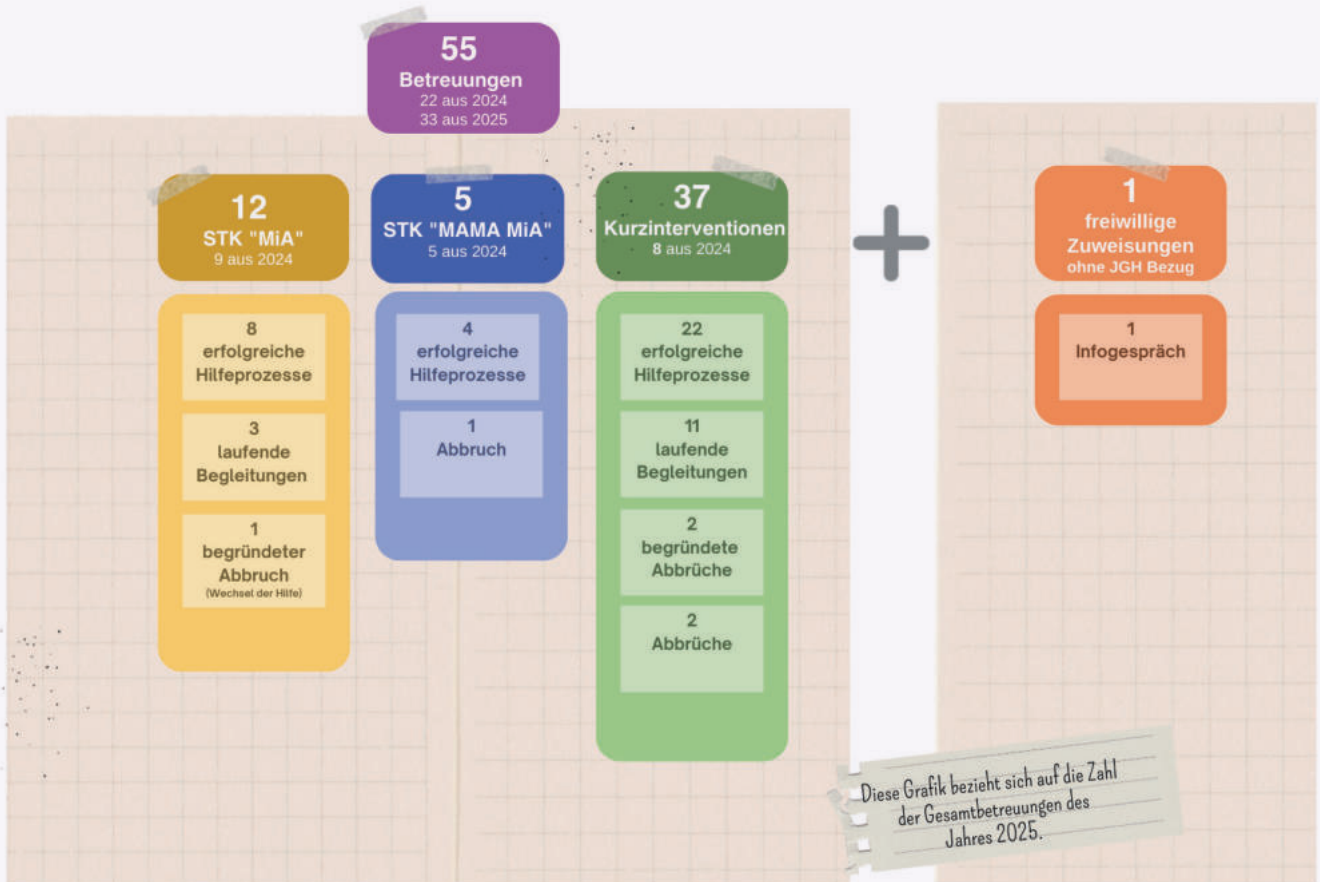 55
Betreuungen
22 aus 2024
33 aus 2025
12
STK "MiA"
9 aus 2024
8
erfolgreiche
Hilfeprozesse
3
laufende
Begleitungen
1
begründeter
Abbruch
(Wechsel der Hilfe)
5
STK "MAMA MiA"
5 aus 2024
4
erfolgreiche
Hilfeprozesse
1
Abbruch
37
Kurzinterventionen
8 aus 2024
22
erfolgreiche
Hilfeprozesse
11
laufende
Begleitungen
2
begründete
Abbrüche
2
Abbrüche
+
1
freiwillige
Zuweisungen
ohne JGH Bezug
1
Infogespräch
Diese Grafik bezieht sich auf die Zahl
der Gesamtbetreuungen des
Jahres 2025.